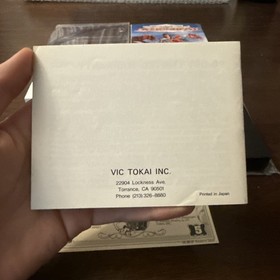 VIC TOKAI INC.
22904 Lockness Ave.
Torrance, CA 90501
Phone (213)-326-8880
Printed in Japan